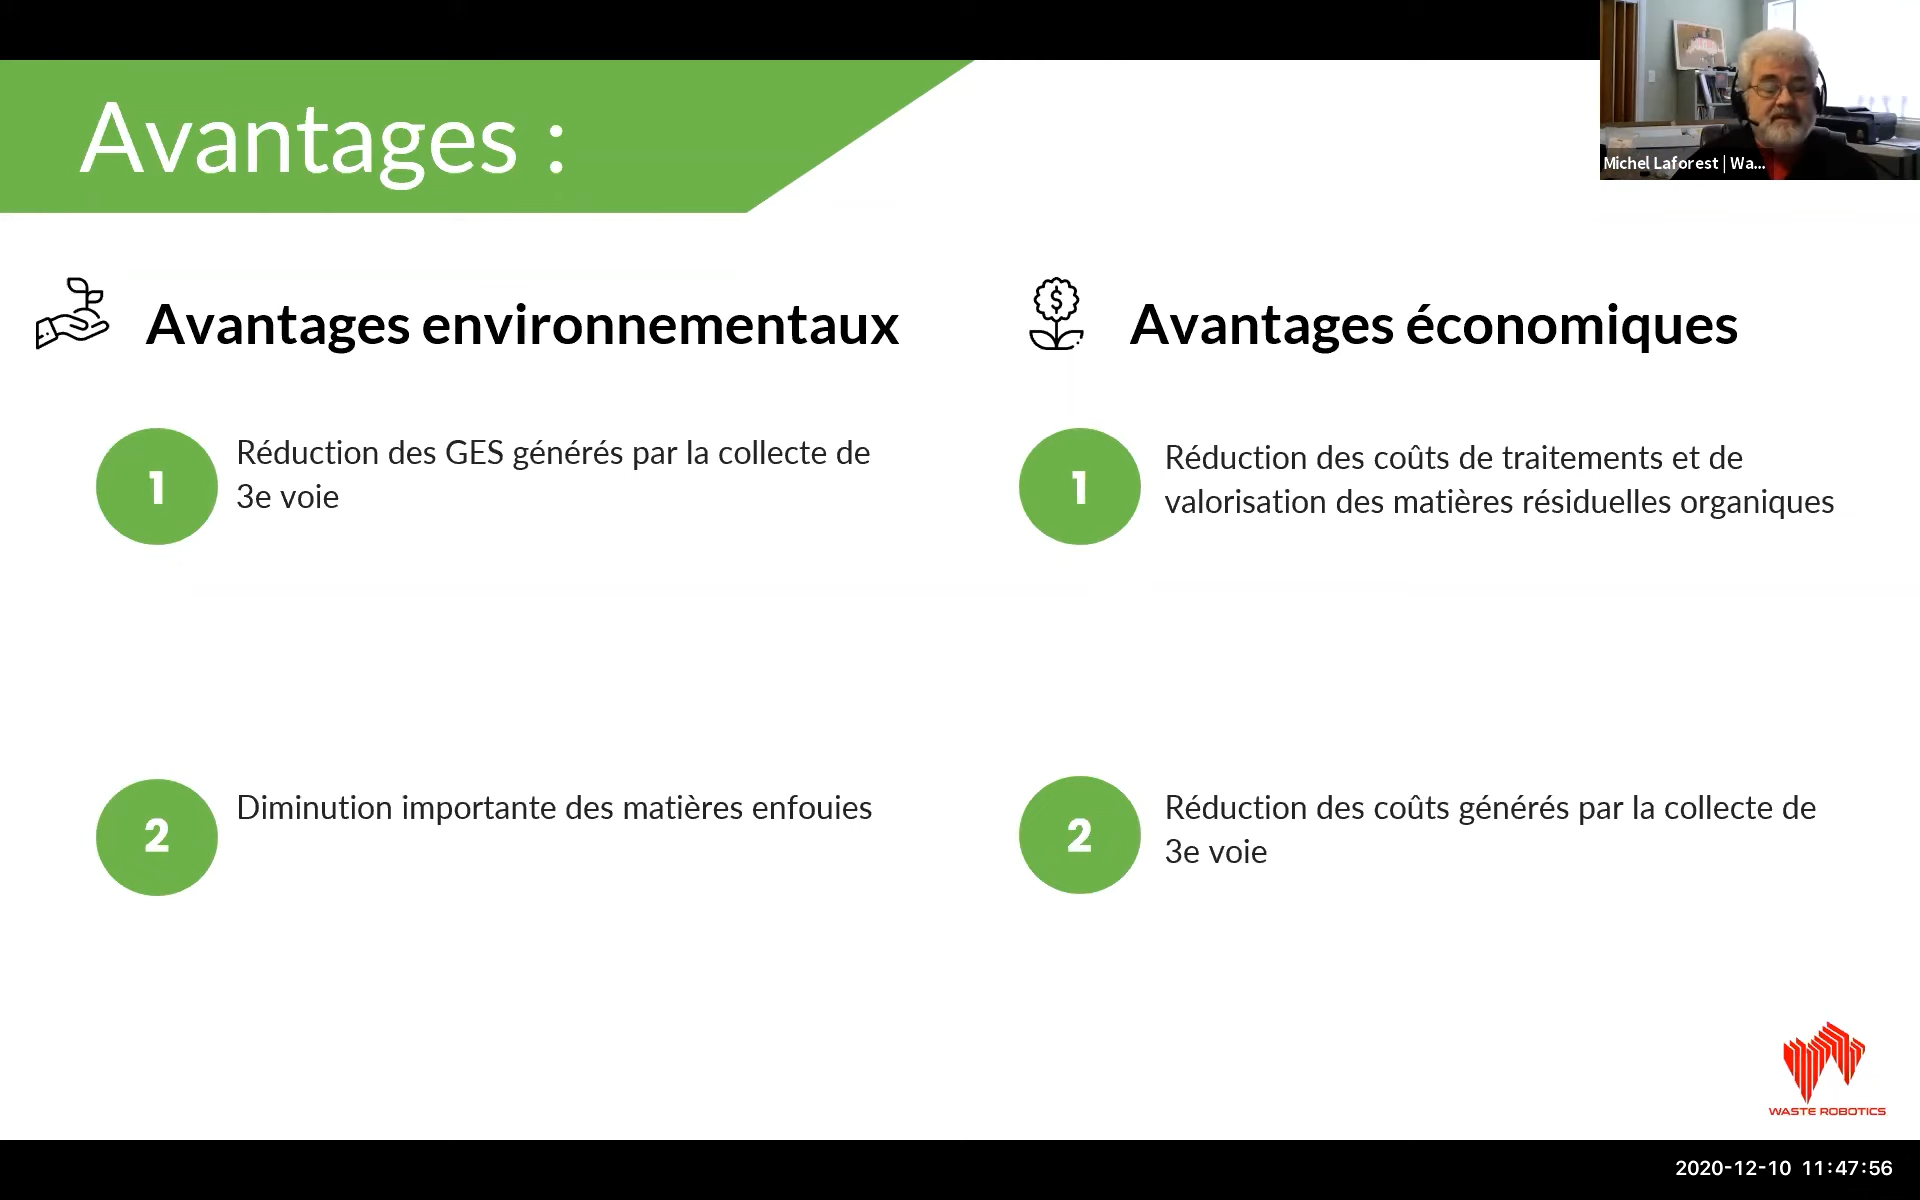 Avantages :
Michel Laforest | Wa...
Avantages environnementaux
1
Réduction des GES générés par la collecte de
3e voie
2
Diminution importante des matières enfouies
Avantages économiques
$
1
Réduction des coûts de traitements et de
valorisation des matières résiduelles organiques
2
Réduction des coûts générés par la collecte de
3e voie
WASTE ROBOTICS
2020-12-10 11:47:56